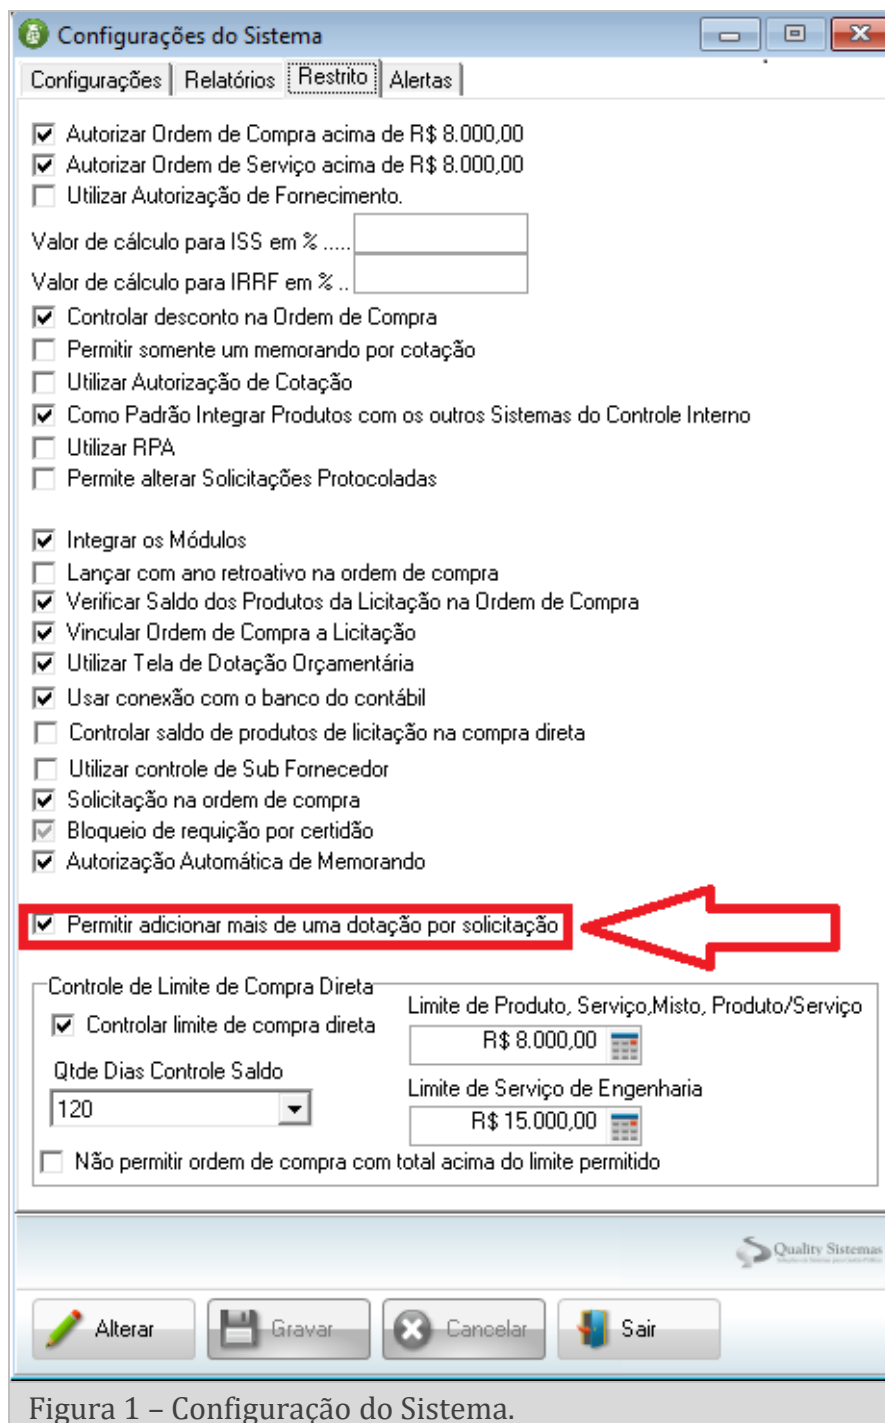 Configurações do Sistema
Configurações Relatórios Restrito Alertas
Autorizar Ordem de Compra acima de R$ 8.000,00
Autorizar Ordem de Serviço acima de R$ 8.000,00
Utilizar Autorização de Fornecimento.
Valor de cálculo para ISS em % .....
Valor de cálculo para IRRF em % ..
Controlar desconto na Ordem de Compra
Permitir somente um memorando por cotação
Utilizar Autorização de Cotação
Como Padrão Integrar Produtos com os outros Sistemas do Controle Interno
Utilizar RPA
Permite alterar Solicitações Protocoladas
Integrar os Módulos
Lançar com ano retroativo na ordem de compra
Verificar Saldo dos Produtos da Licitação na Ordem de Compra
Vincular Ordem de Compra a Licitação
Utilizar Tela de Dotação Orçamentária
Usar conexão com o banco do contábil
Controlar saldo de produtos de licitação na compra direta
Utilizar controle de Sub Fornecedor
Solicitação na ordem de compra
Bloqueio de requição por certidão
Autorização Automática de Memorando
Permitir adicionar mais de uma dotação por solicitação
Controle de Limite de Compra Direta
Controlar limite de compra direta
Qtde Dias Controle Saldo
120
Limite de Produto, Serviço,Misto, Produto/Serviço
R$ 8.000,00
Limite de Serviço de Engenharia
R$ 15.000,00
Não permitir ordem de compra com total acima do limite permitido
Quality Sistemas
Alterar Gravar Cancelar Sair
Figura 1 – Configuração do Sistema.